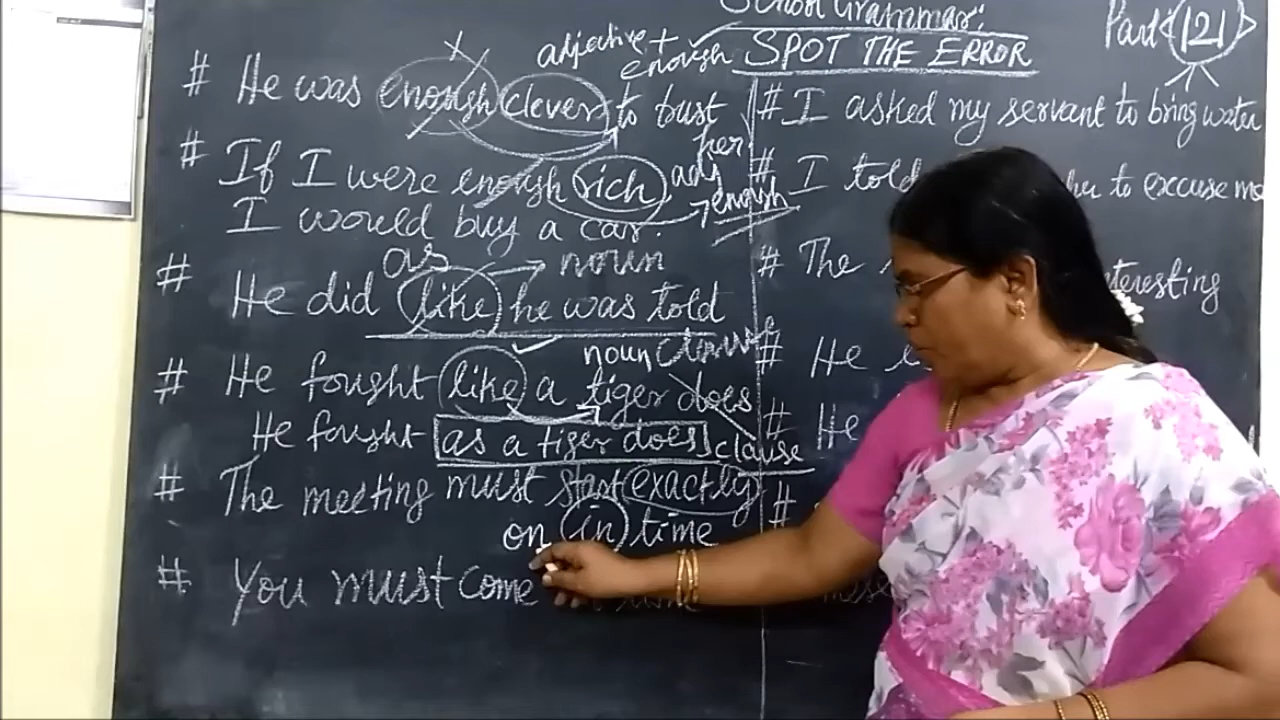 School Grammar:
Part <121>
adjective +
enough
SPOT THE ERROR
# He was enough clever to trust
her.
# If I were enough rich adj
enough
I would buy a car.
as
noun
# He did like he was told
noun clause
# He fought like a tiger does
He fought as a tiger does clause
# The meeting must start exactly
on in time
# You must come
# I asked my servant to bring water
# I told her to excuse me
# The interesting
# He
# He
#